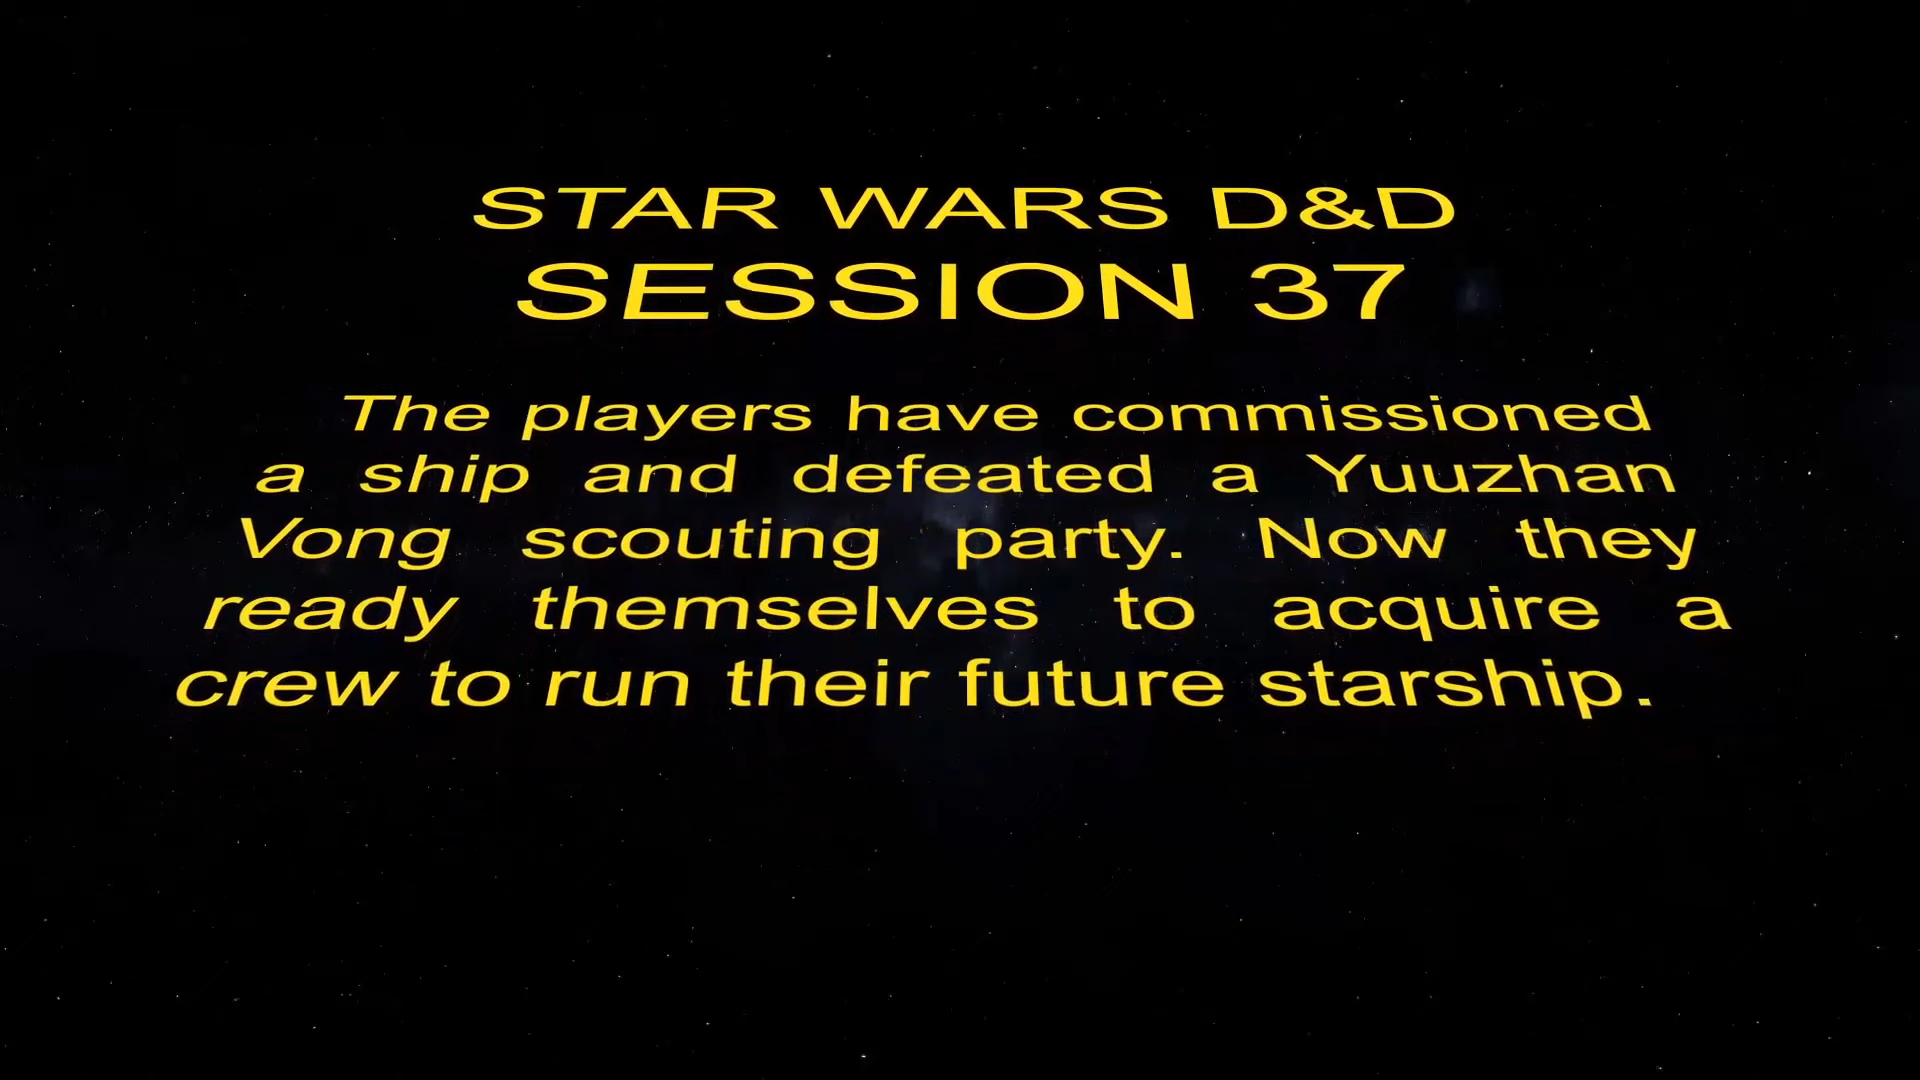 STAR WARS D&D
SESSION 37
The players have commissioned
a ship and defeated a Yuuzhan
Vong scouting party. Now they
ready themselves to acquire a
crew to run their future starship.